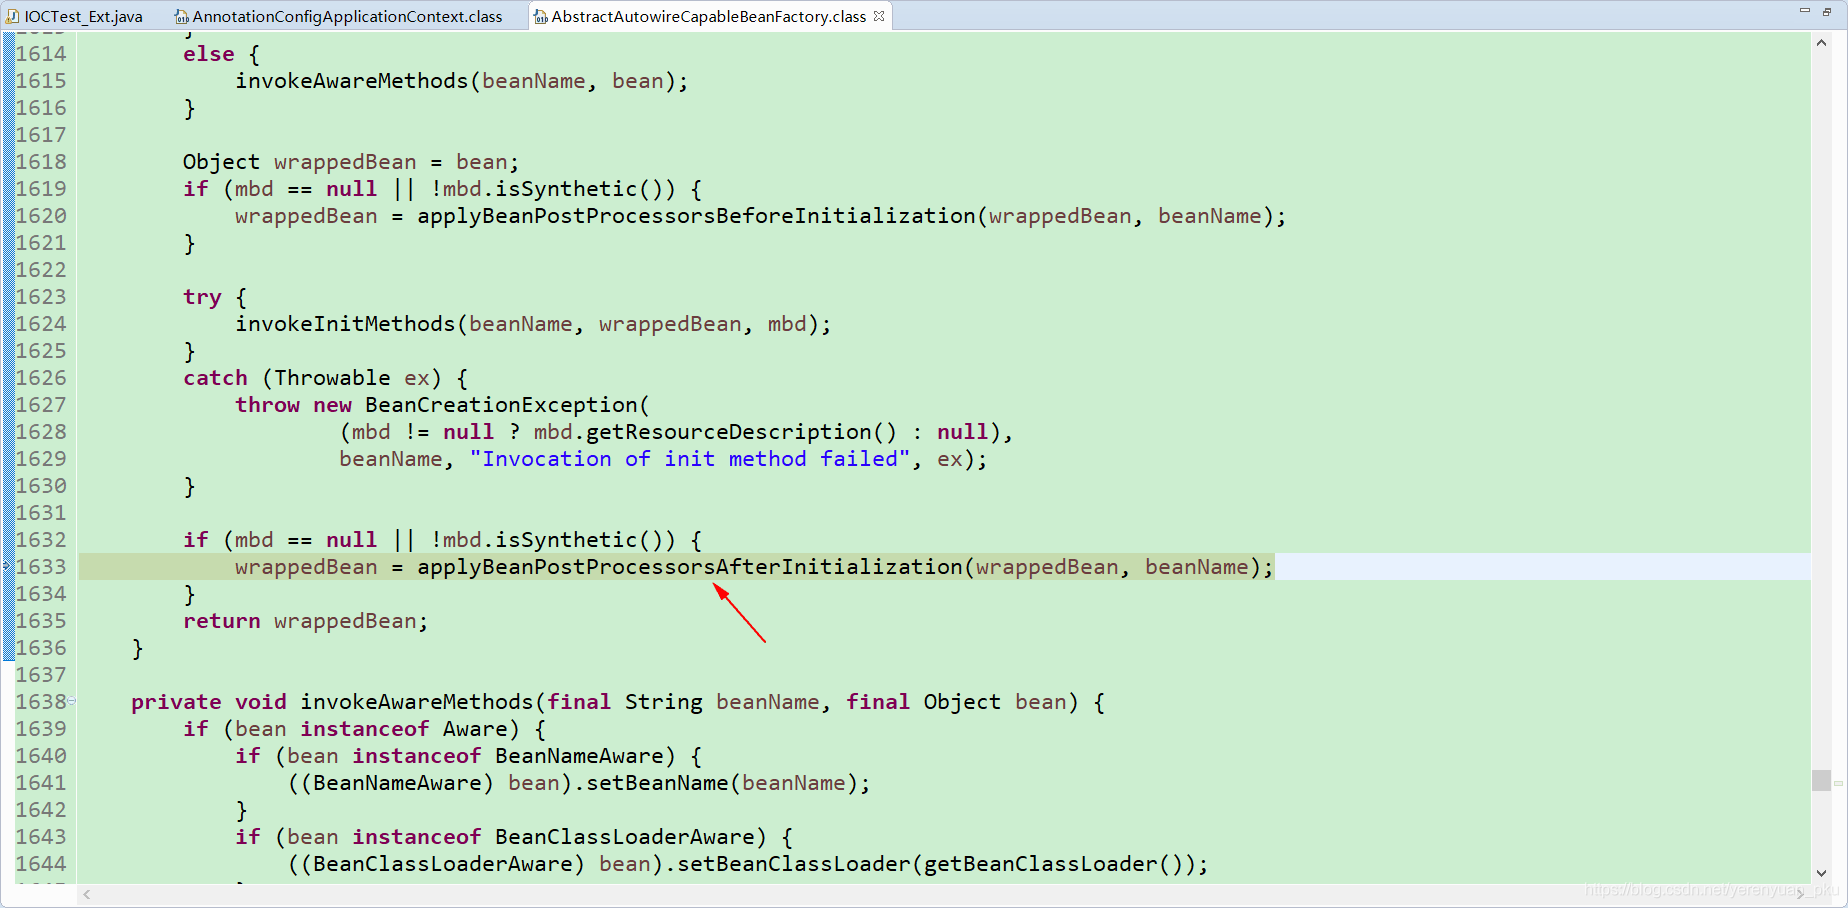 IOCTest_Ext.java AnnotationConfigApplicationContext.class AbstractAutowireCapableBeanFactory.class
1614 else {
1615 invokeAwareMethods(beanName, bean);
1616 }
1617
1618 Object wrappedBean = bean;
1619 if (mbd == null || !mbd.isSynthetic()) {
1620 wrappedBean = applyBeanPostProcessorsBeforeInitialization(wrappedBean, beanName);
1621 }
1622
1623 try {
1624 invokeInitMethods(beanName, wrappedBean, mbd);
1625 }
1626 catch (Throwable ex) {
1627 throw new BeanCreationException(
1628 (mbd != null ? mbd.getResourceDescription() : null),
1629 beanName, "Invocation of init method failed", ex);
1630 }
1631
1632 if (mbd == null || !mbd.isSynthetic()) {
1633 wrappedBean = applyBeanPostProcessorsAfterInitialization(wrappedBean, beanName);
1634 }
1635 return wrappedBean;
1636 }
1637
1638 private void invokeAwareMethods(final String beanName, final Object bean) {
1639 if (bean instanceof Aware) {
1640 if (bean instanceof BeanNameAware) {
1641 ((BeanNameAware) bean).setBeanName(beanName);
1642 }
1643 if (bean instanceof BeanClassLoaderAware) {
1644 ((BeanClassLoaderAware) bean).setBeanClassLoader(getBeanClassLoader());
https://blog.csdn.net/yerenyuan_pku